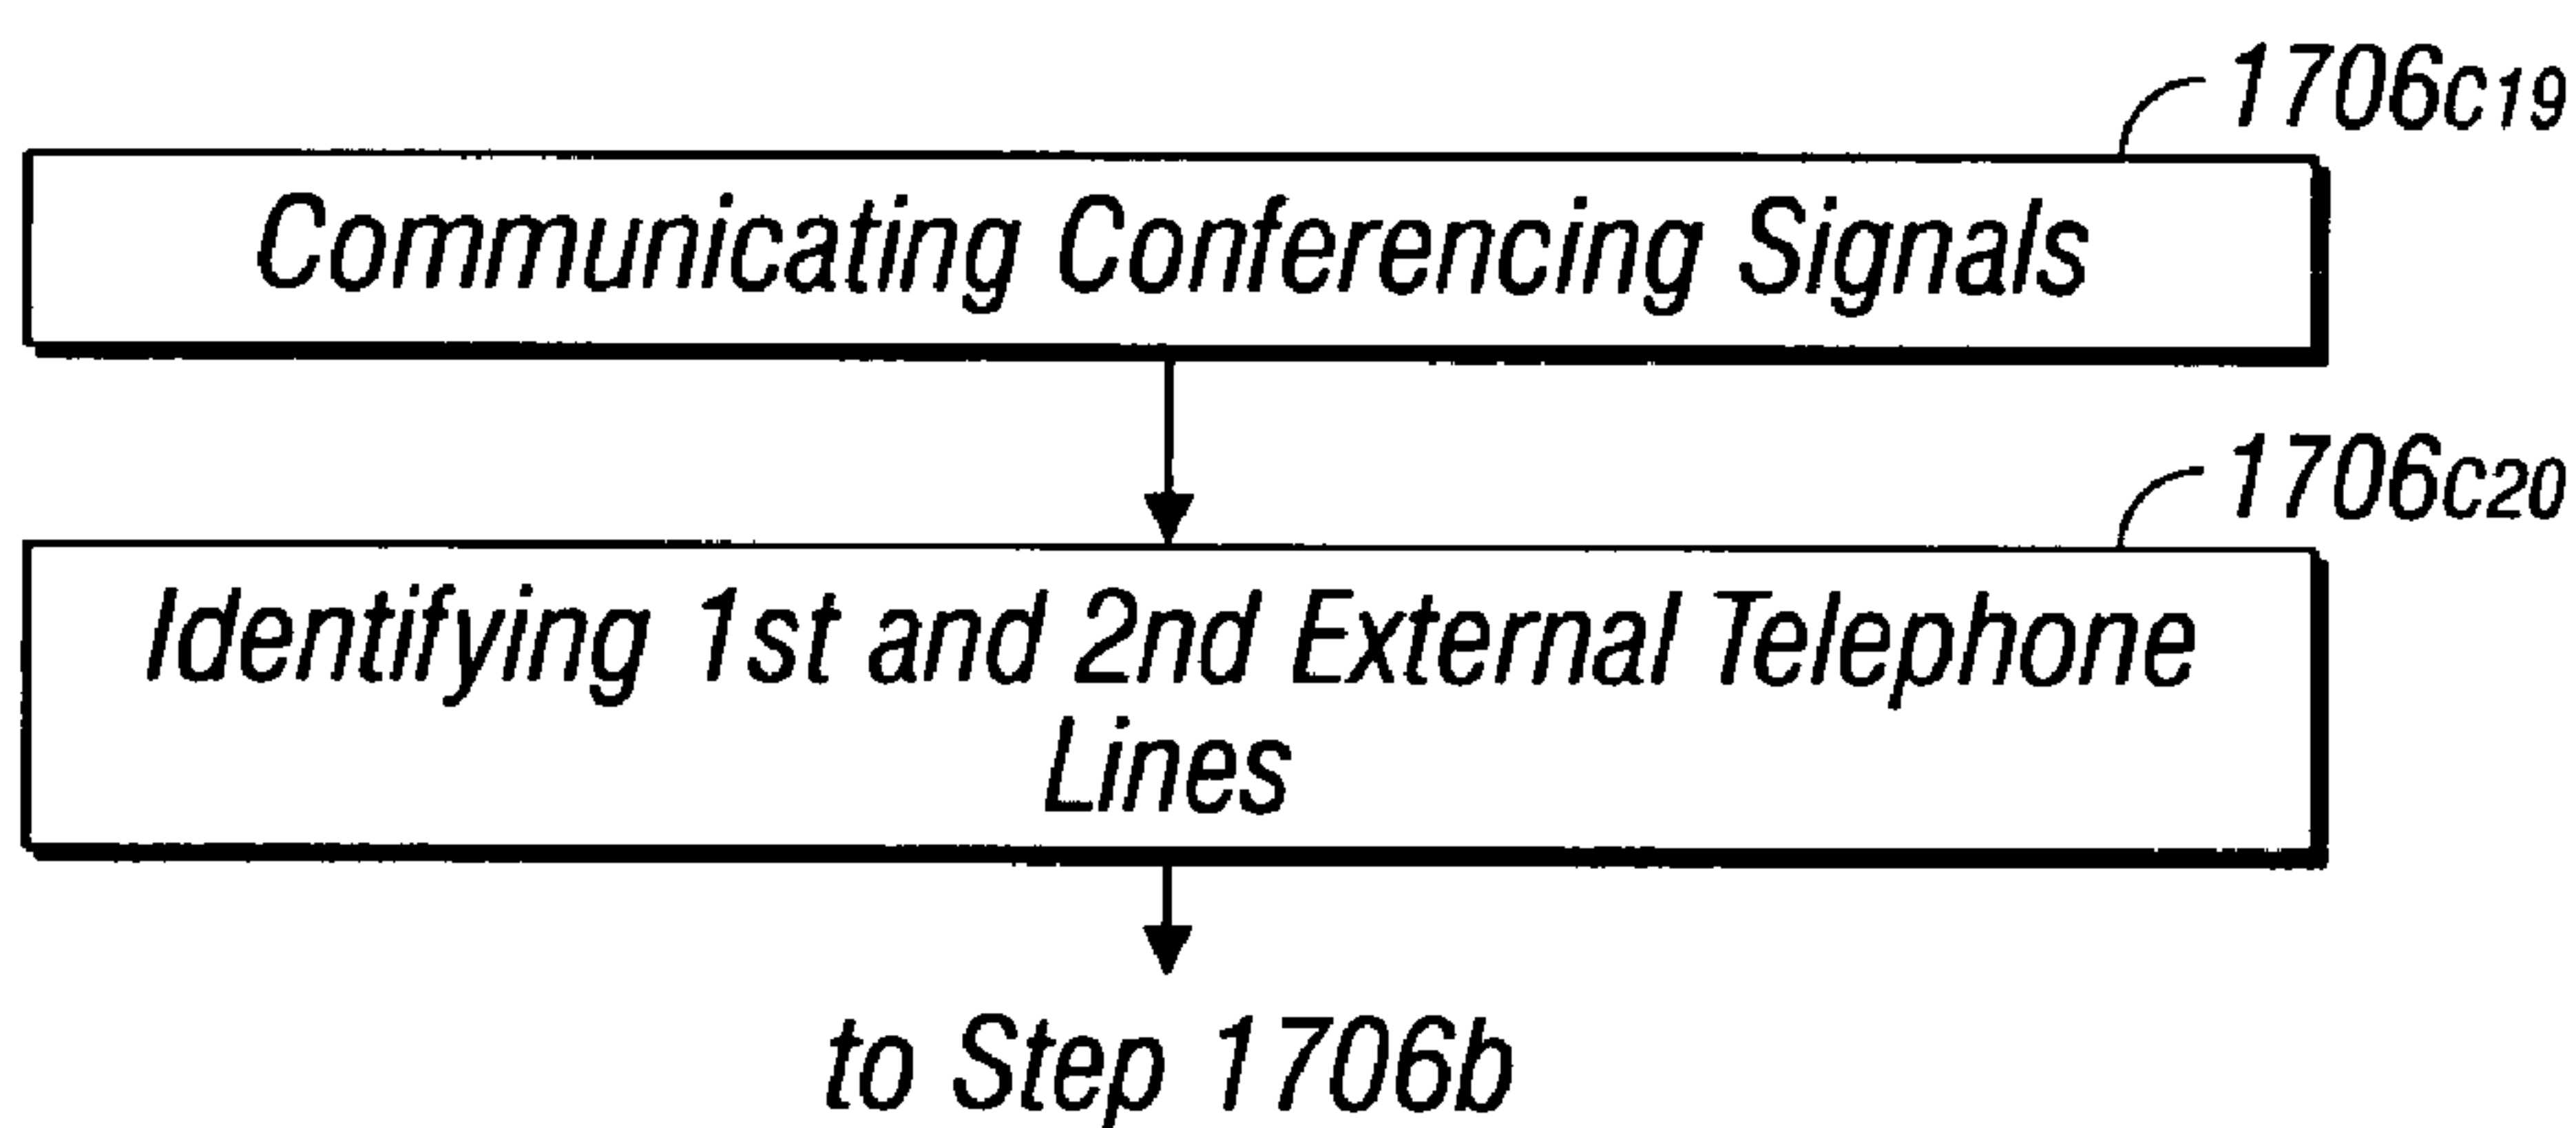 1706c19
Communicating Conferencing Signals
1706c20
Identifying 1st and 2nd External Telephone
Lines
to Step 1706b